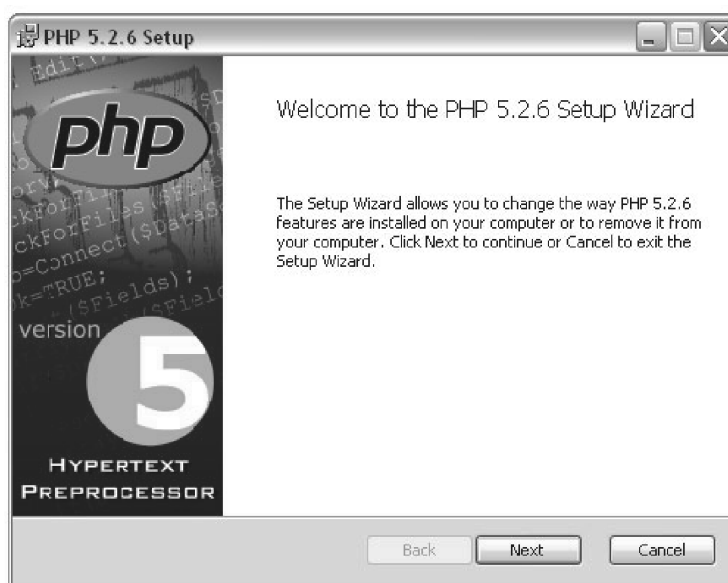 PHP 5.2.6 Setup
php
version
5
HYPERTEXT
PREPROCESSOR
Welcome to the PHP 5.2.6 Setup Wizard
The Setup Wizard allows you to change the way PHP 5.2.6
features are installed on your computer or to remove it from
your computer. Click Next to continue or Cancel to exit the
Setup Wizard.
Back
Next
Cancel